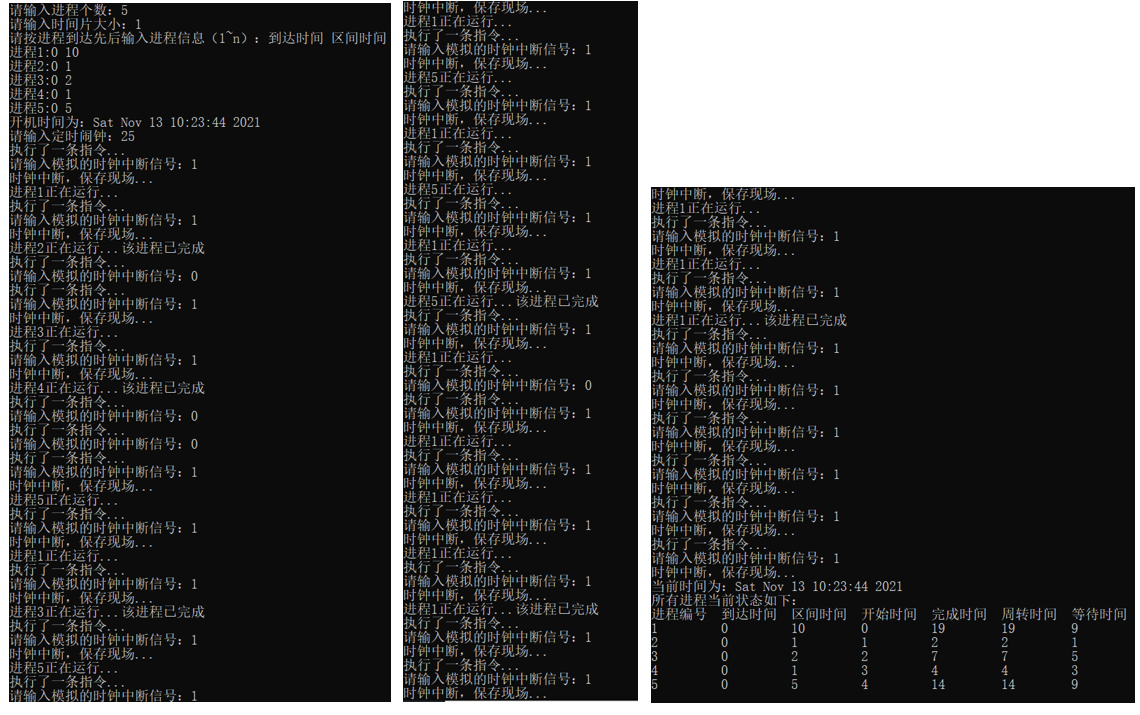 请输入进程个数：5
请输入时间片大小：1
请按进程到达先后输入进程信息（1~n）：到达时间 区间时间
进程1:0 10
进程2:0 1
进程3:0 2
进程4:0 1
进程5:0 5
开机时间为：Sat Nov 13 10:23:44 2021
请输入定时闹钟：25
执行了一条指令...
请输入模拟的时钟中断信号：1
时钟中断，保存现场...
进程1正在运行...
执行了一条指令...
请输入模拟的时钟中断信号：1
时钟中断，保存现场...
进程2正在运行...该进程已完成
执行了一条指令...
请输入模拟的时钟中断信号：0
执行了一条指令...
请输入模拟的时钟中断信号：1
时钟中断，保存现场...
进程3正在运行...
执行了一条指令...
请输入模拟的时钟中断信号：1
时钟中断，保存现场...
进程4正在运行...该进程已完成
执行了一条指令...
请输入模拟的时钟中断信号：0
执行了一条指令...
请输入模拟的时钟中断信号：0
执行了一条指令...
请输入模拟的时钟中断信号：1
时钟中断，保存现场...
进程5正在运行...
执行了一条指令...
请输入模拟的时钟中断信号：1
时钟中断，保存现场...
进程1正在运行...
执行了一条指令...
请输入模拟的时钟中断信号：1
时钟中断，保存现场...
进程3正在运行...该进程已完成
执行了一条指令...
请输入模拟的时钟中断信号：1
时钟中断，保存现场...
进程5正在运行...
执行了一条指令...
请输入模拟的时钟中断信号：1
时钟中断，保存现场...
进程1正在运行...
执行了一条指令...
请输入模拟的时钟中断信号：1
时钟中断，保存现场...
进程5正在运行...
执行了一条指令...
请输入模拟的时钟中断信号：1
时钟中断，保存现场...
进程1正在运行...
执行了一条指令...
请输入模拟的时钟中断信号：1
时钟中断，保存现场...
进程5正在运行...
执行了一条指令...
请输入模拟的时钟中断信号：1
时钟中断，保存现场...
进程1正在运行...
执行了一条指令...
请输入模拟的时钟中断信号：1
时钟中断，保存现场...
进程5正在运行...该进程已完成
执行了一条指令...
请输入模拟的时钟中断信号：1
时钟中断，保存现场...
进程1正在运行...
执行了一条指令...
请输入模拟的时钟中断信号：0
执行了一条指令...
请输入模拟的时钟中断信号：1
时钟中断，保存现场...
进程1正在运行...
执行了一条指令...
请输入模拟的时钟中断信号：1
时钟中断，保存现场...
进程1正在运行...
执行了一条指令...
请输入模拟的时钟中断信号：1
时钟中断，保存现场...
进程1正在运行...
执行了一条指令...
请输入模拟的时钟中断信号：1
时钟中断，保存现场...
进程1正在运行...该进程已完成
执行了一条指令...
请输入模拟的时钟中断信号：1
时钟中断，保存现场...
执行了一条指令...
请输入模拟的时钟中断信号：1
时钟中断，保存现场...
时钟中断，保存现场...
进程1正在运行...
执行了一条指令...
请输入模拟的时钟中断信号：1
时钟中断，保存现场...
进程1正在运行...
执行了一条指令...
请输入模拟的时钟中断信号：1
时钟中断，保存现场...
进程1正在运行...该进程已完成
执行了一条指令...
请输入模拟的时钟中断信号：1
时钟中断，保存现场...
执行了一条指令...
请输入模拟的时钟中断信号：1
时钟中断，保存现场...
执行了一条指令...
请输入模拟的时钟中断信号：1
时钟中断，保存现场...
执行了一条指令...
请输入模拟的时钟中断信号：1
时钟中断，保存现场...
执行了一条指令...
请输入模拟的时钟中断信号：1
时钟中断，保存现场...
执行了一条指令...
请输入模拟的时钟中断信号：1
时钟中断，保存现场...
当前时间为：Sat Nov 13 10:23:44 2021
所有进程当前状态如下：
进程编号 到达时间 区间时间 开始时间 完成时间 周转时间 等待时间
1 0 10 0 19 19 9
2 0 1 1 2 2 1
3 0 2 2 7 7 5
4 0 1 3 4 4 3
5 0 5 4 14 14 9